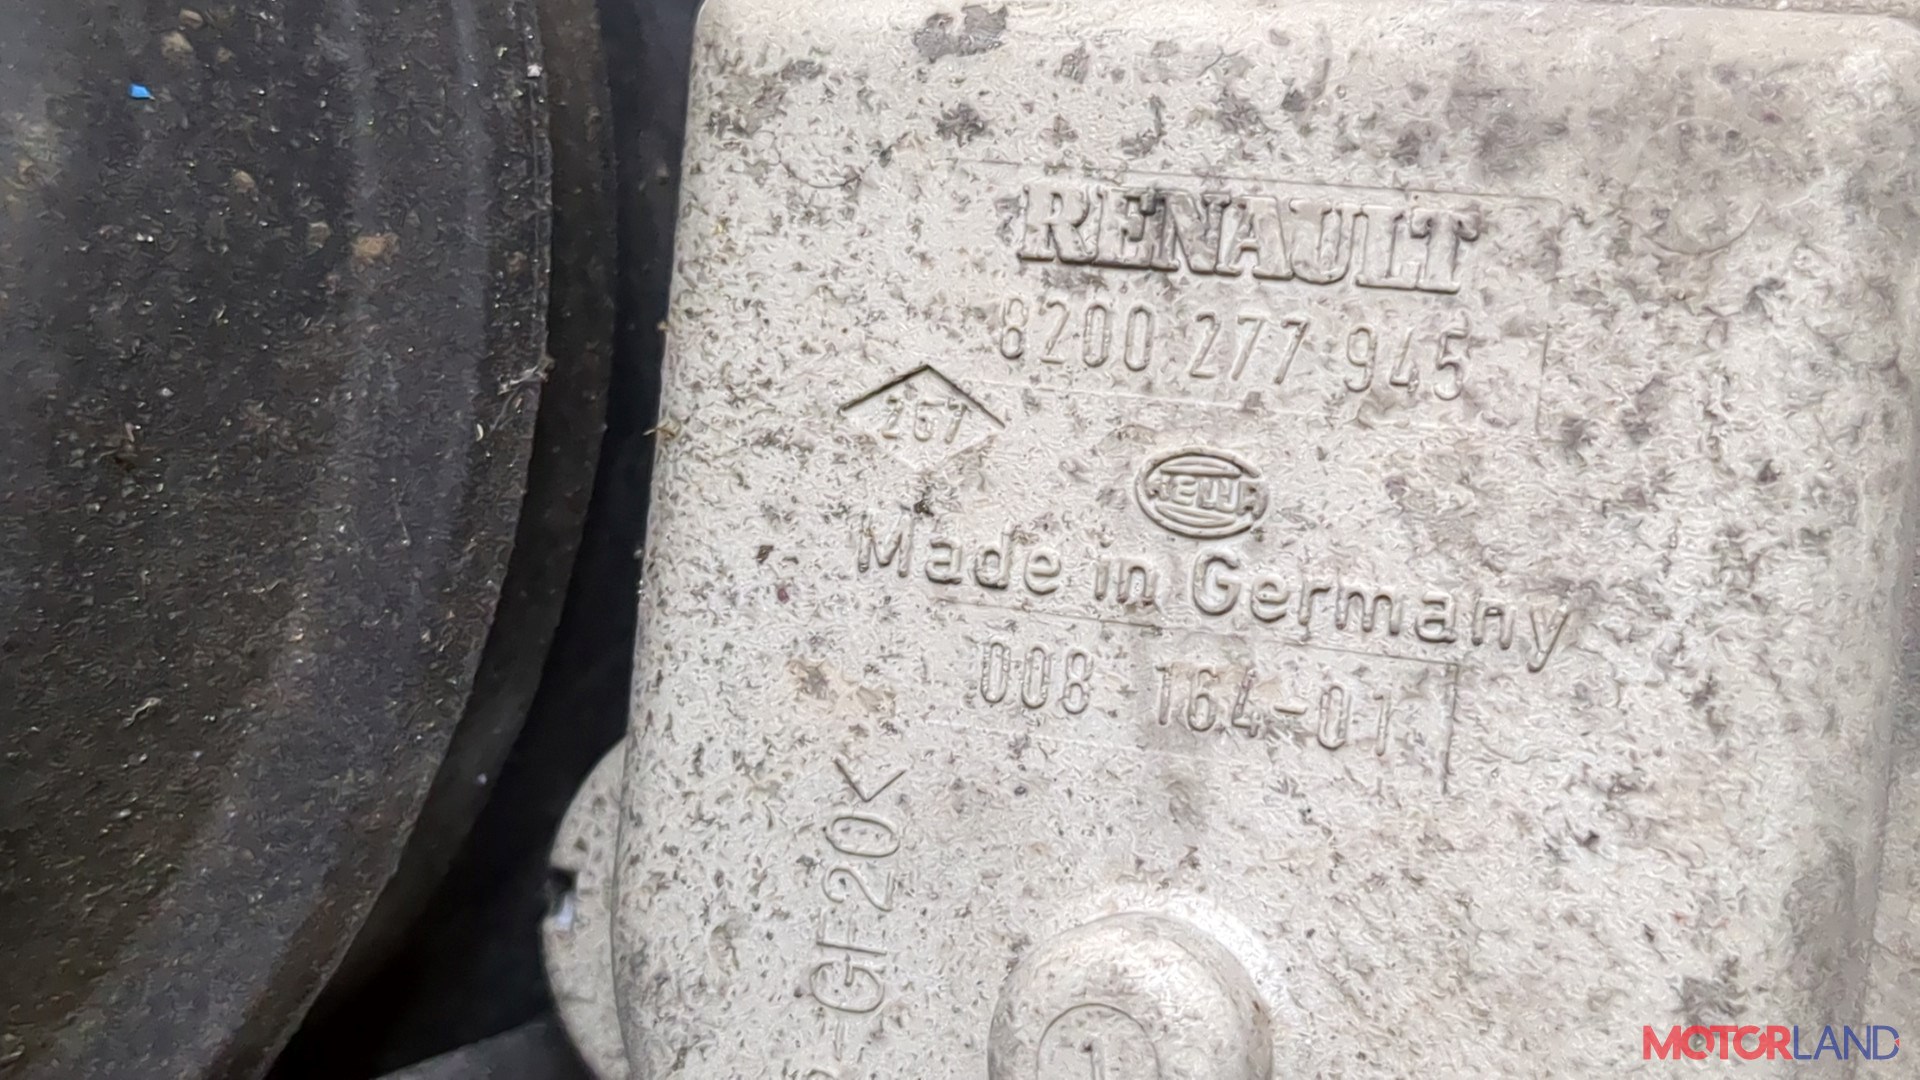 RENAULT
8200 277 945
267
HELLA
Made in Germany
008 164-01
GF20<
MOTORLAND